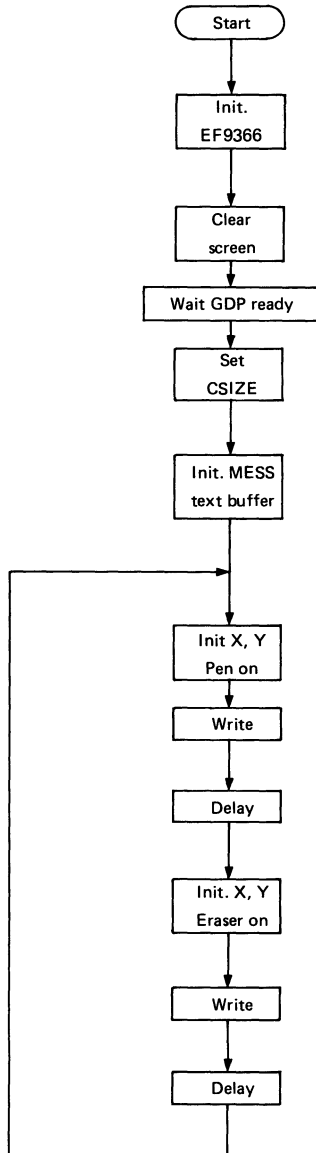 Start
Init.
EF9366
Clear
screen
Wait GDP ready
Set
CSIZE
Init. MESS
text buffer
Init X, Y
Pen on
Write
Delay
Init. X, Y
Eraser on
Write
Delay